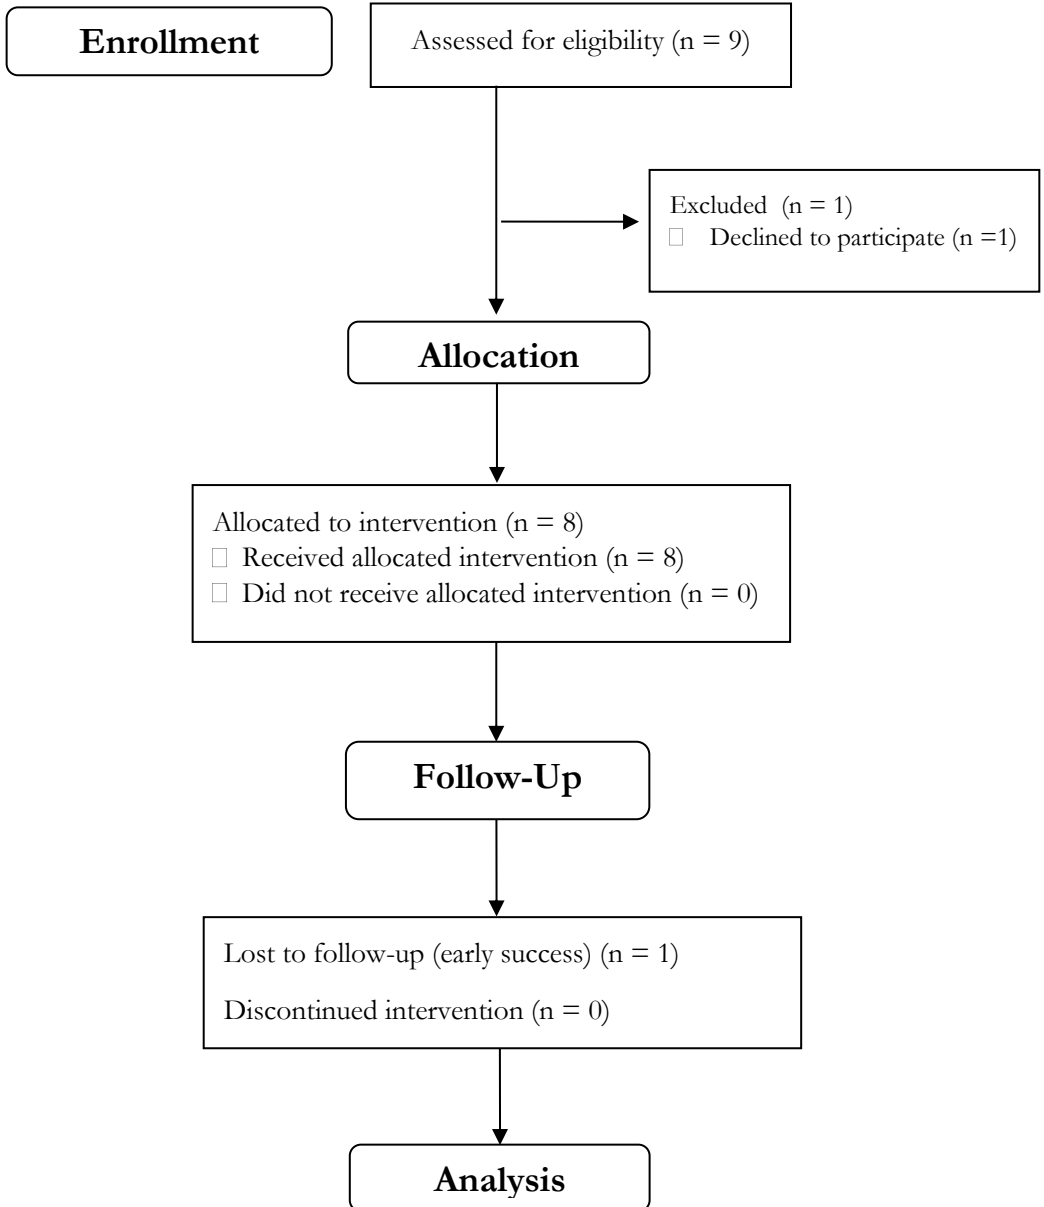 Enrollment
Assessed for eligibility (n = 9)
Excluded  (n = 1)
Declined to participate (n =1)
Allocation
Allocated to intervention (n = 8)
Received allocated intervention (n = 8)
Did not receive allocated intervention (n = 0)
Follow-Up
Lost to follow-up (early success) (n = 1)
Discontinued intervention (n = 0)
Analysis